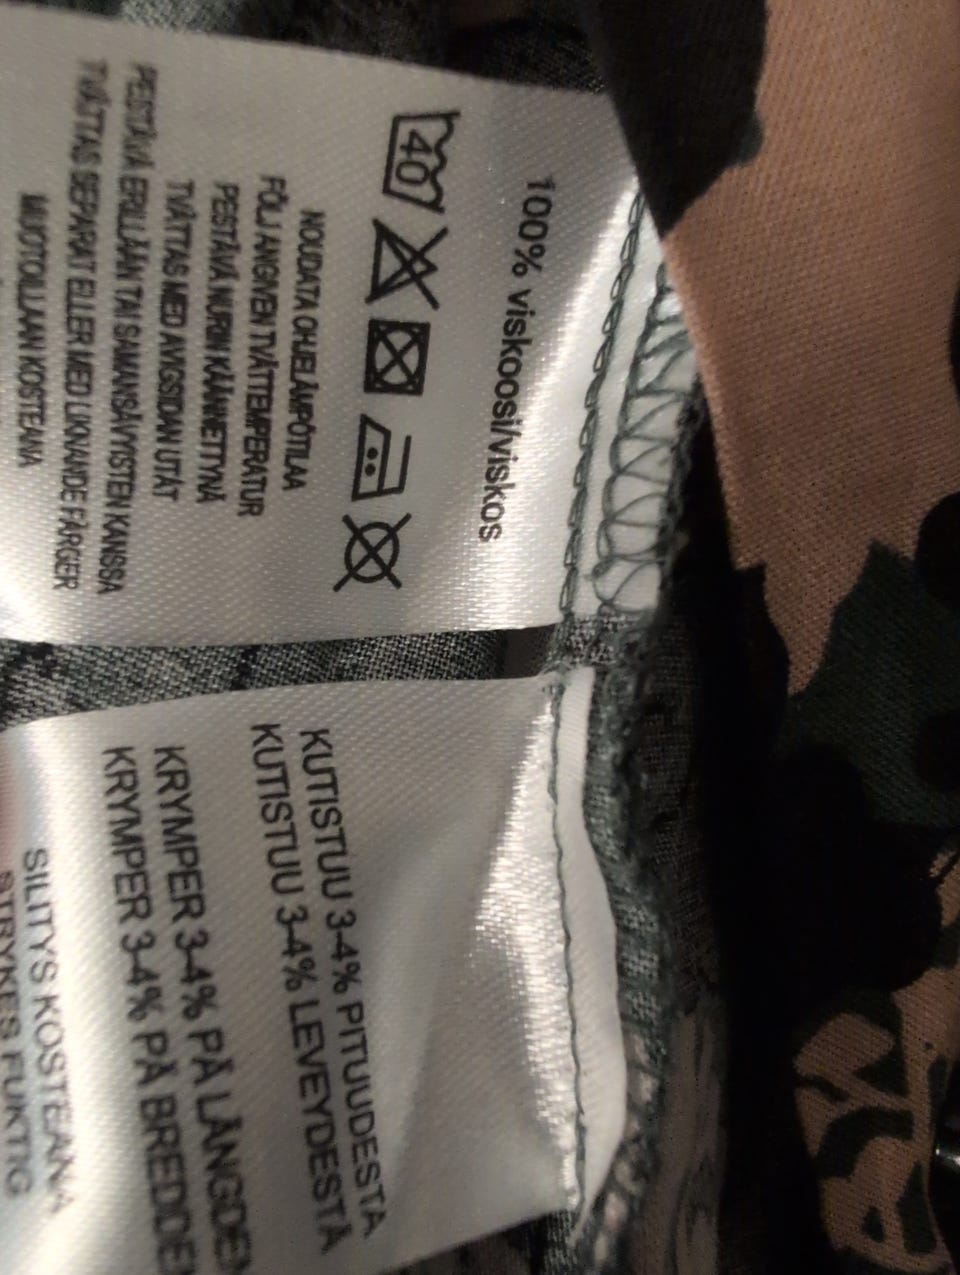 100% viskoosi/viskos
40
NOUDATA OHJELÄMPÖTILAA
FÖLJ ANGIVEN TVÄTTEMPERATUR
PESTÄVÄ NURIN KÄÄNNETTYNÄ
TVÄTTAS MED AVIGSIDAN UTÅT
PESTÄVÄ ERILLÄÄN TAI SAMANSÄVYISTEN KANSSA
TVÄTTAS SEPARAT ELLER MED LIKNANDE FÄRGER
MUOTOILLAAN KOSTEANA
KUTISTUU 3-4% PITUUDESTA
KUTISTUU 3-4% LEVEYDESTÄ
KRYMPER 3-4% PÅ LÄNGDEN
KRYMPER 3-4% PÅ BREDDEN
SILITYS KOSTEANA
STRYKES FUKTIG